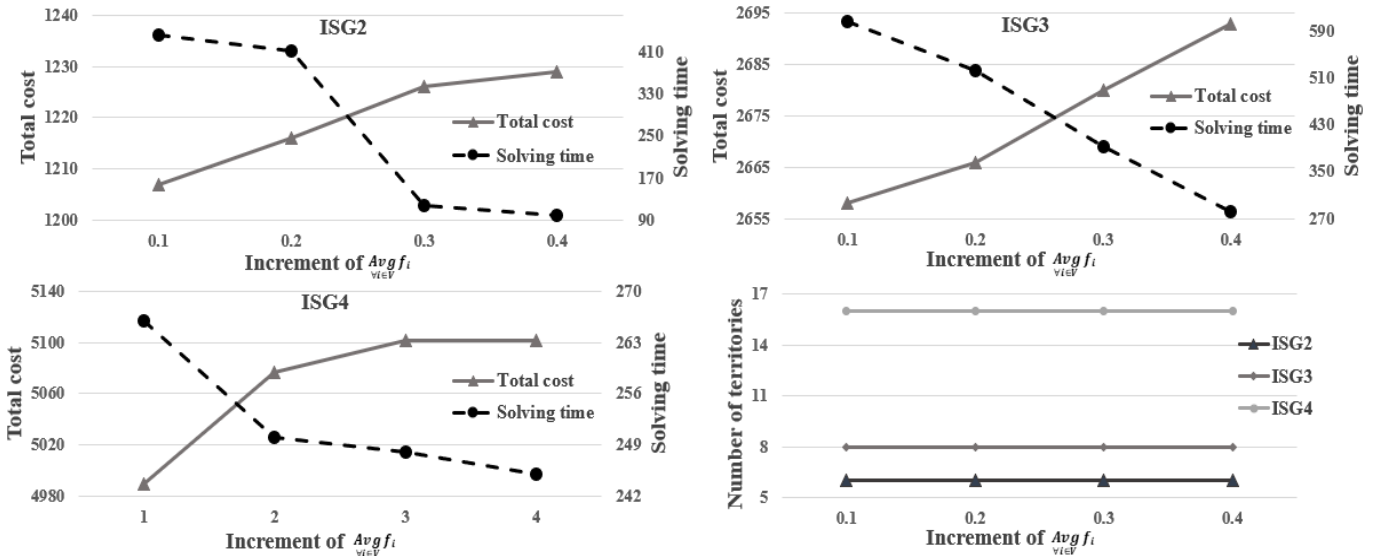 ISG2
Total cost
1240
1230
1220
1210
1200
Solving time
410
330
250
170
90
Total cost
Solving time
0.1 0.2 0.3 0.4
Increment of Avg f_i ∀i∈V
ISG3
Total cost
2695
2685
2675
2665
2655
Solving time
590
510
430
350
270
Total cost
Solving time
0.1 0.2 0.3 0.4
Increment of Avg f_i ∀i∈V
ISG4
Total cost
5140
5100
5060
5020
4980
Solving time
270
263
256
249
242
Total cost
Solving time
1 2 3 4
Increment of Avg f_i ∀i∈V
Number of territories
17
14
11
8
5
ISG2
ISG3
ISG4
0.1 0.2 0.3 0.4
Increment of Avg f_i ∀i∈V